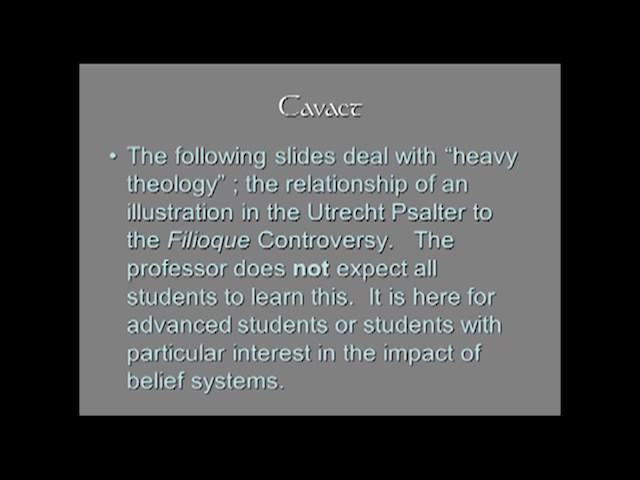 Cavact
• The following slides deal with “heavy
theology” ; the relationship of an
illustration in the Utrecht Psalter to
the Filioque Controversy. The
professor does not expect all
students to learn this. It is here for
advanced students or students with
particular interest in the impact of
belief systems.